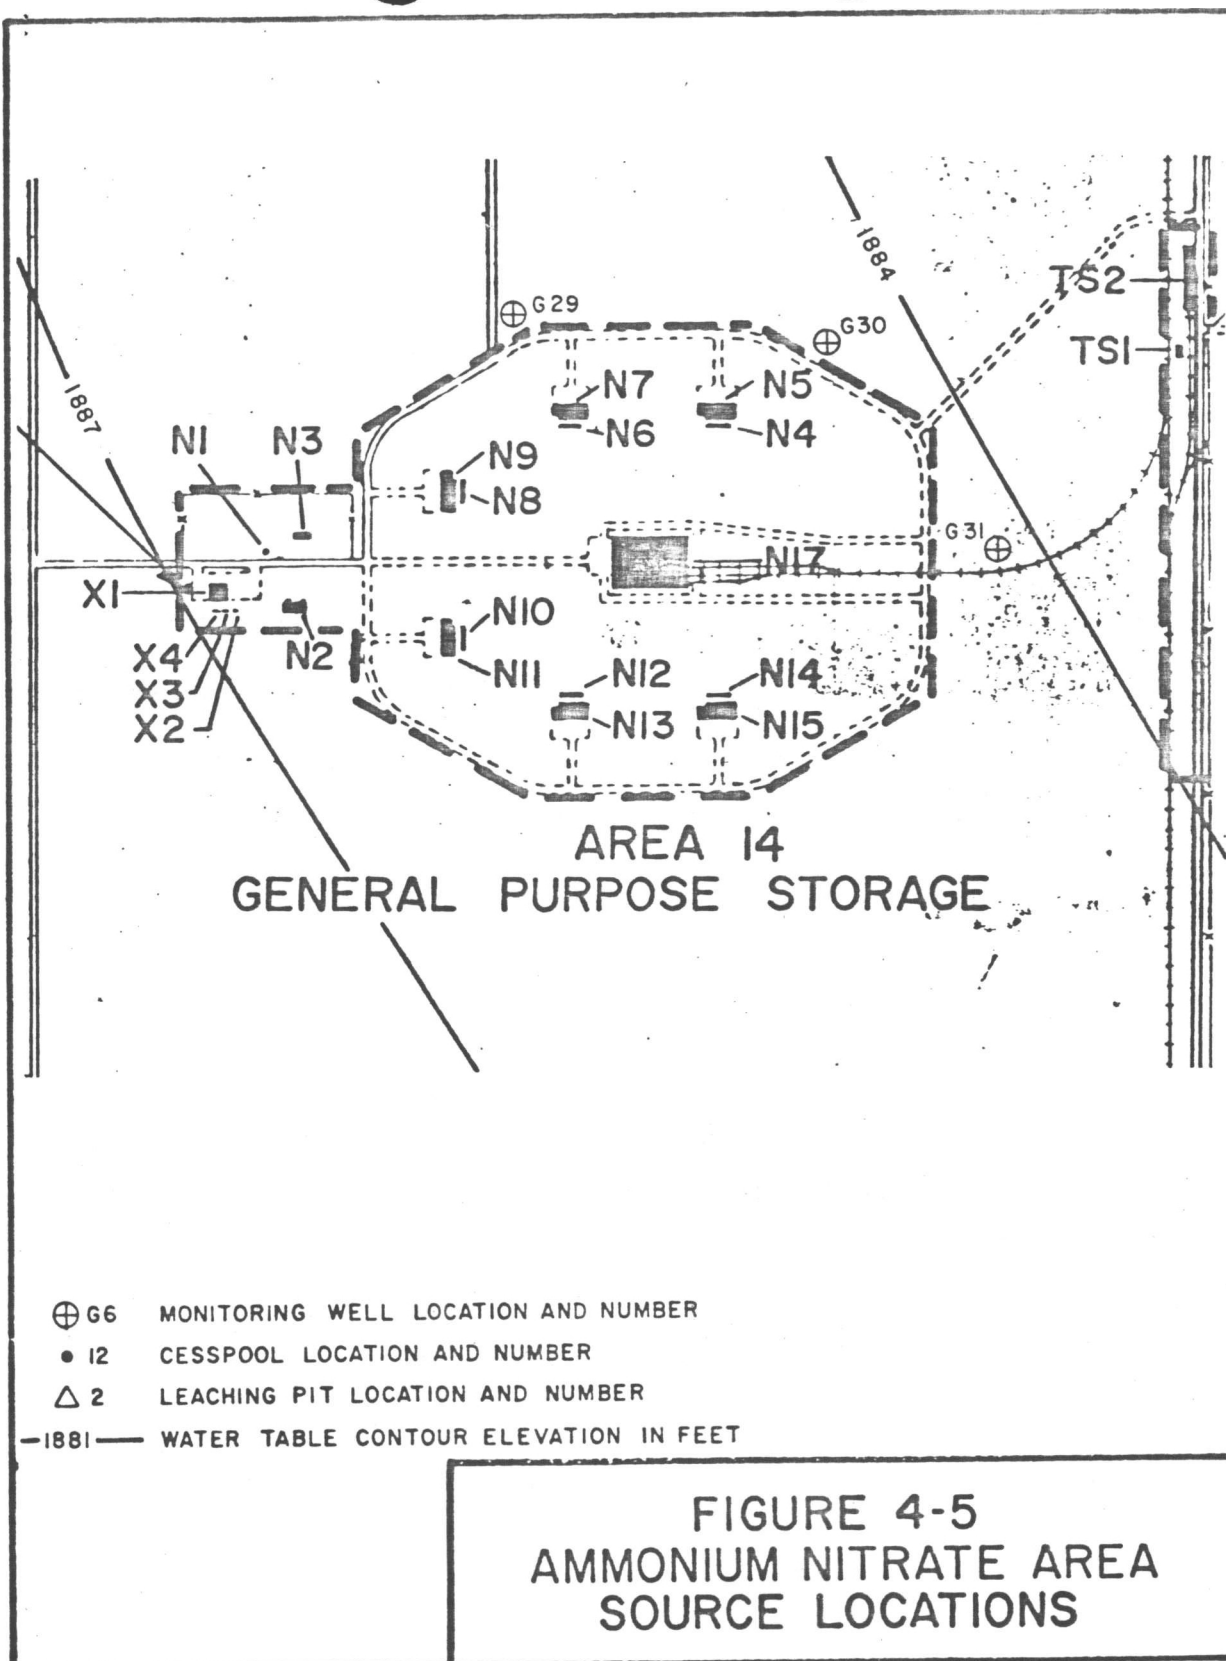 1884
TS2
G29
G30
TS1
1887
N7
N5
N1
N3
N6
N4
N9
N8
G31
N17
X1
N10
X4
N2
N11
N12
N14
X3
X2
N13
N15
AREA 14
GENERAL PURPOSE STORAGE
G6 MONITORING WELL LOCATION AND NUMBER
12 CESSPOOL LOCATION AND NUMBER
2 LEACHING PIT LOCATION AND NUMBER
1881 WATER TABLE CONTOUR ELEVATION IN FEET
FIGURE 4-5
AMMONIUM NITRATE AREA
SOURCE LOCATIONS